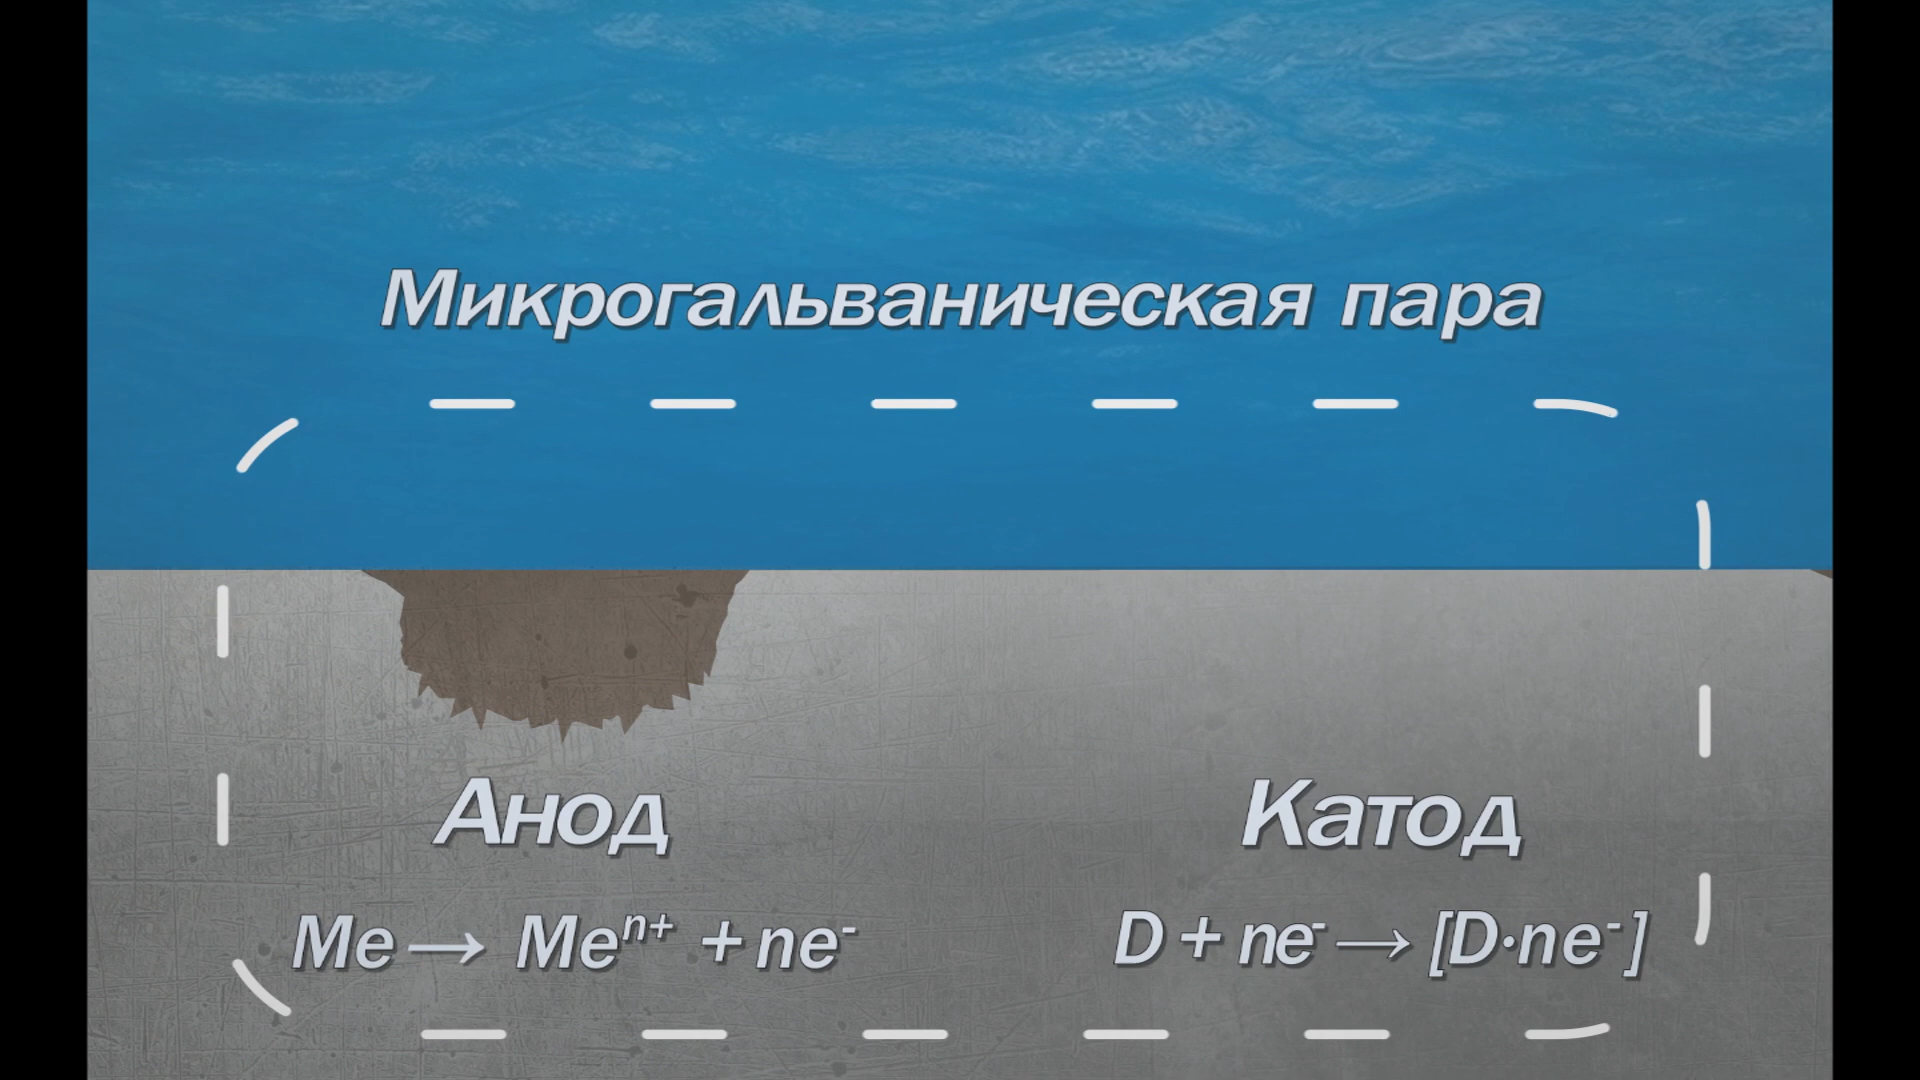 Микрогальваническая пара
Анод
Катод
Me → Meⁿ⁺ + ne⁻
D + ne⁻ → [D·ne⁻]